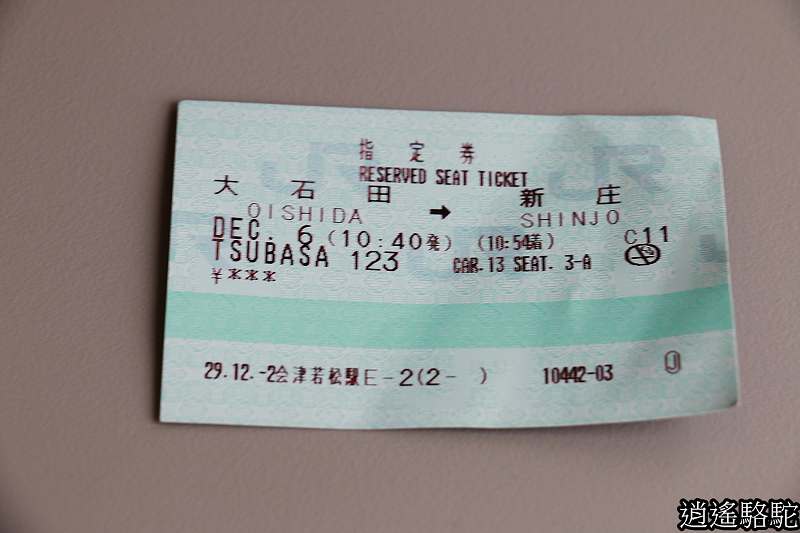 指定券
RESERVED SEAT TICKET
大石田 → 新庄
OISHIDA SHINJO
DEC. 6 (10:40発) (10:54着) C11
TSUBASA 123 CAR.13 SEAT. 3-A
¥***
29.12.-2会津若松駅E-2(2- ) 10442-03 J
逍遙駱駝